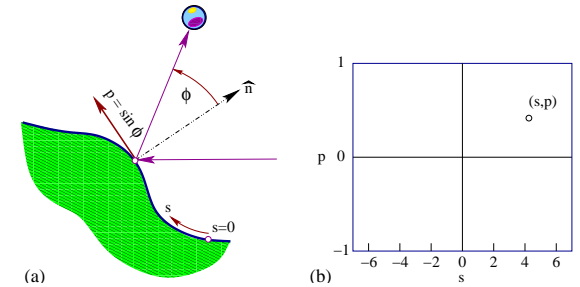 p = sin ϕ
ϕ
n̂
s
s=0
(a)
1
(s,p)
p 0
−1
−6 −4 −2 0 2 4 6
s
(b)